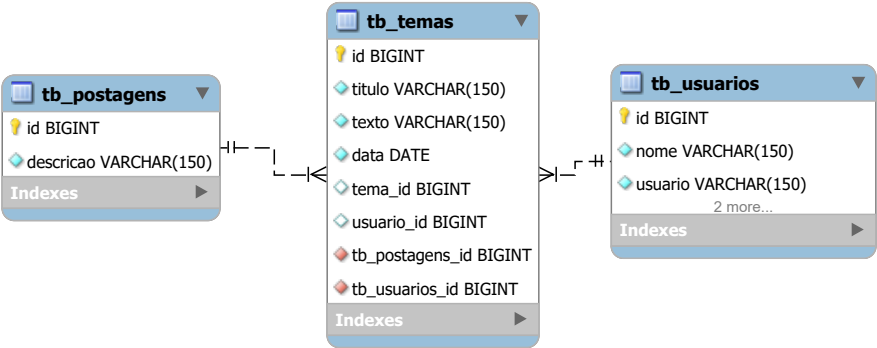 tb_postagens
id BIGINT
descricao VARCHAR(150)
Indexes
tb_temas
id BIGINT
titulo VARCHAR(150)
texto VARCHAR(150)
data DATE
tema_id BIGINT
usuario_id BIGINT
tb_postagens_id BIGINT
tb_usuarios_id BIGINT
Indexes
tb_usuarios
id BIGINT
nome VARCHAR(150)
usuario VARCHAR(150)
2 more...
Indexes